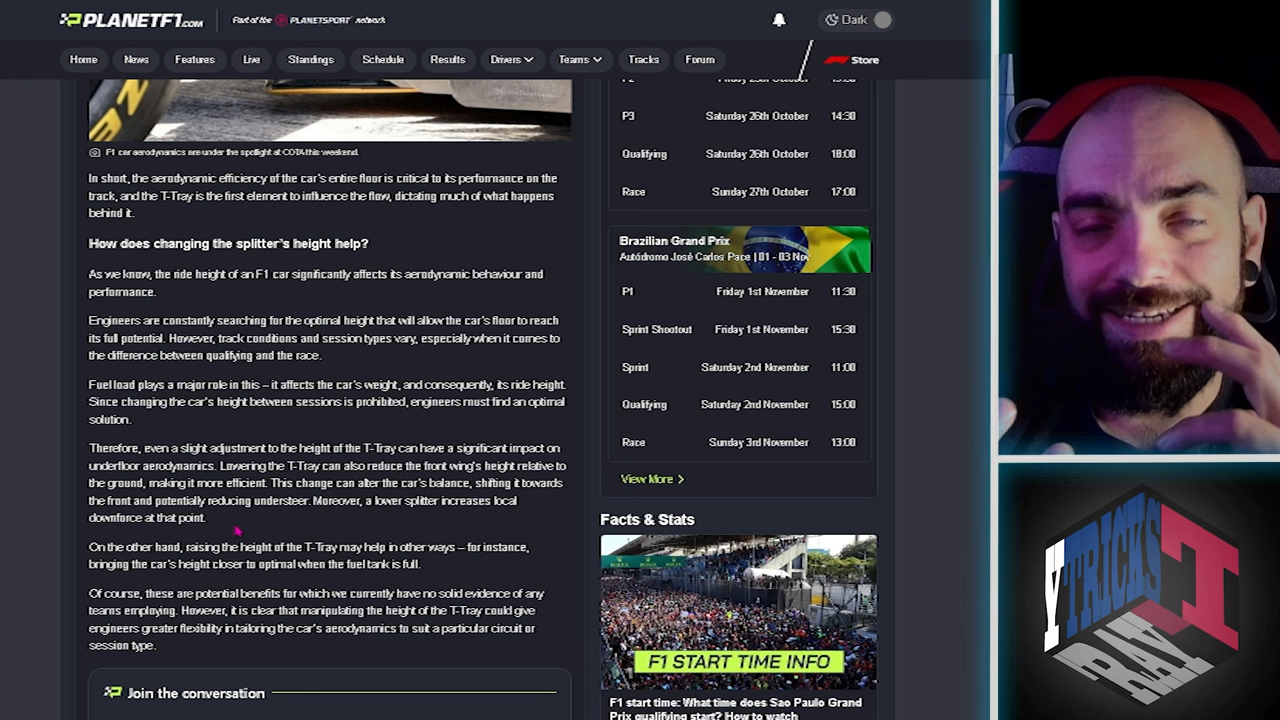 PLANETF1.COM
Part of the PLANETSPORT network
Dark
Home News Features Live Standings Schedule Results Drivers Teams Tracks Forum Store
F1 car aerodynamics are under the spotlight at COTA this weekend.
In short, the aerodynamic efficiency of the car's entire floor is critical to its performance on the
track, and the T-Tray is the first element to influence the flow, dictating much of what happens
behind it.
How does changing the splitter's height help?
As we know, the ride height of an F1 car significantly affects its aerodynamic behaviour and
performance.
Engineers are constantly searching for the optimal height that will allow the car's floor to reach
its full potential. However, track conditions and session types vary, especially when it comes to
the difference between qualifying and the race.
Fuel load plays a major role in this – it affects the car's weight, and consequently, its ride height.
Since changing the car's height between sessions is prohibited, engineers must find an optimal
solution.
Therefore, even a slight adjustment to the height of the T-Tray can have a significant impact on
underfloor aerodynamics. Lowering the T-Tray can also reduce the front wing's height relative to
the ground, making it more efficient. This change can alter the car's balance, shifting it towards
the front and potentially reducing understeer. Moreover, a lower splitter increases local
downforce at that point.
On the other hand, raising the height of the T-Tray may help in other ways – for instance,
bringing the car's height closer to optimal when the fuel tank is full.
Of course, these are potential benefits for which we currently have no solid evidence of any
teams employing. However, it is clear that manipulating the height of the T-Tray could give
engineers greater flexibility in tailoring the car's aerodynamics to suit a particular circuit or
session type.
Join the conversation
P3 Saturday 26th October 14:30
Qualifying Saturday 26th October 18:00
Race Sunday 27th October 17:00
Brazilian Grand Prix
Autódromo José Carlos Pace | 01 - 03 Nov
P1 Friday 1st November 11:30
Sprint Shootout Friday 1st November 15:30
Sprint Saturday 2nd November 11:00
Qualifying Saturday 2nd November 15:00
Race Sunday 3rd November 13:00
View More
Facts & Stats
ROLEX
F1 START TIME INFO
F1 start time: What time does Sao Paulo Grand
Prix qualifying start? How to watch
YTRICKS
T
RAY